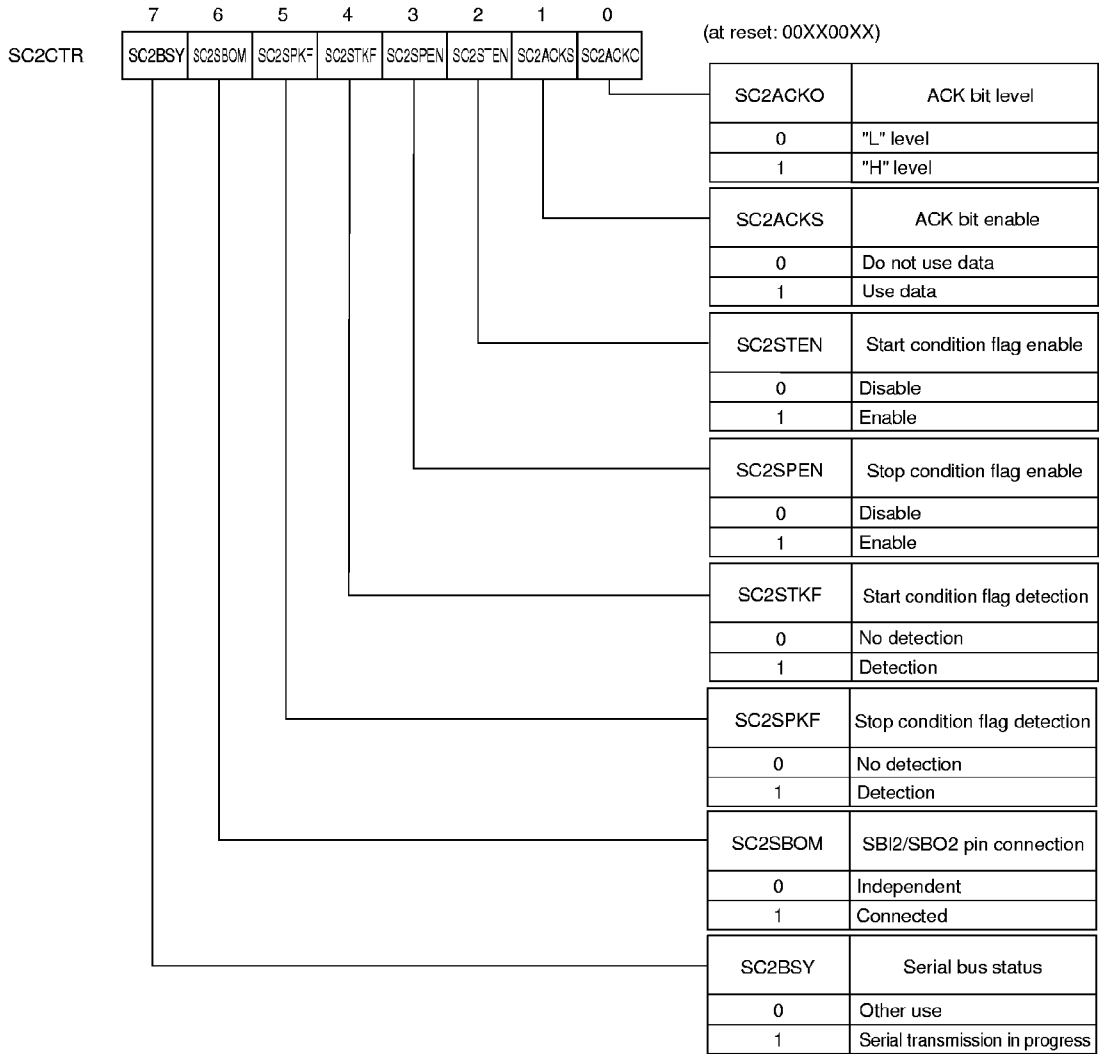 7 6 5 4 3 2 1 0
(at reset: 00XX00XX)
SC2CTR SC2BSY SC2SBOM SC2SPKF SC2STKF SC2SPEN SC2STEN SC2ACKS SC2ACKO
SC2ACKO ACK bit level
0 "L" level
1 "H" level
SC2ACKS ACK bit enable
0 Do not use data
1 Use data
SC2STEN Start condition flag enable
0 Disable
1 Enable
SC2SPEN Stop condition flag enable
0 Disable
1 Enable
SC2STKF Start condition flag detection
0 No detection
1 Detection
SC2SPKF Stop condition flag detection
0 No detection
1 Detection
SC2SBOM SBI2/SBO2 pin connection
0 Independent
1 Connected
SC2BSY Serial bus status
0 Other use
1 Serial transmission in progress